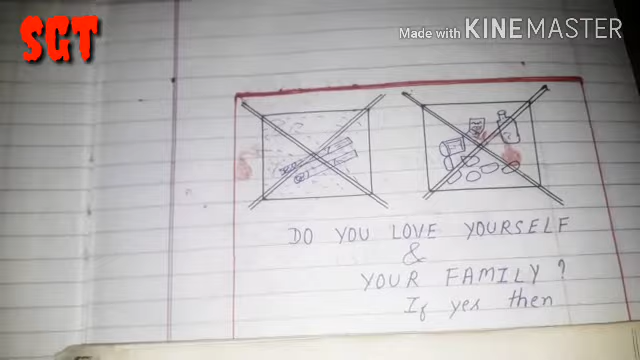 SGT
Made with KINEMASTER
DO YOU LOVE YOURSELF
&
YOUR FAMILY ?
If yes then